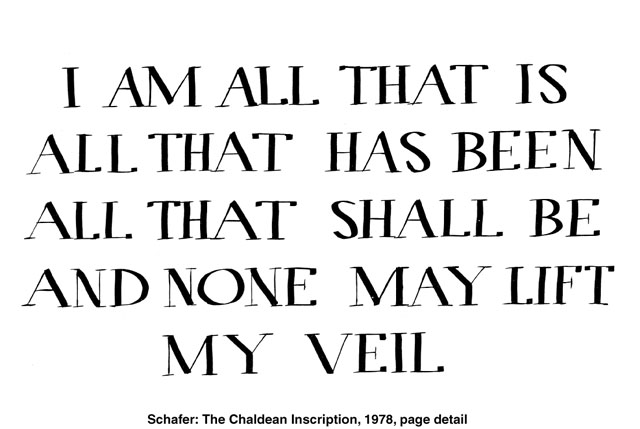 I AM ALL THAT IS
ALL THAT HAS BEEN
ALL THAT SHALL BE
AND NONE MAY LIFT
MY VEIL
Schafer: The Chaldean Inscription, 1978, page detail